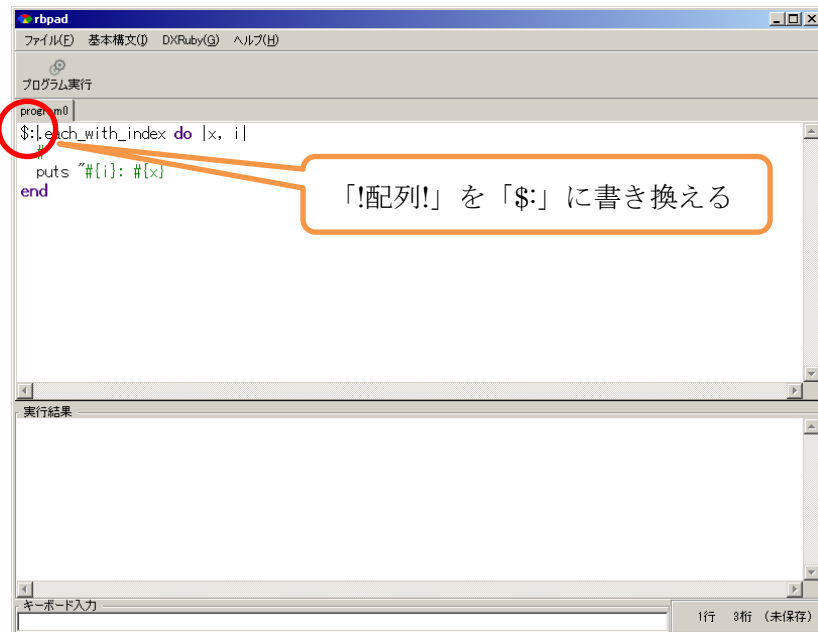 rbpad
ファイル(F) 基本構文(I) DXRuby(G) ヘルプ(H)
プログラム実行
program0
$:.each_with_index do |x, i|
#
puts "#[i]: #{x}
end
「!配列!」を「$:」に書き換える
実行結果
キーボード入力
1行 3桁 (未保存)